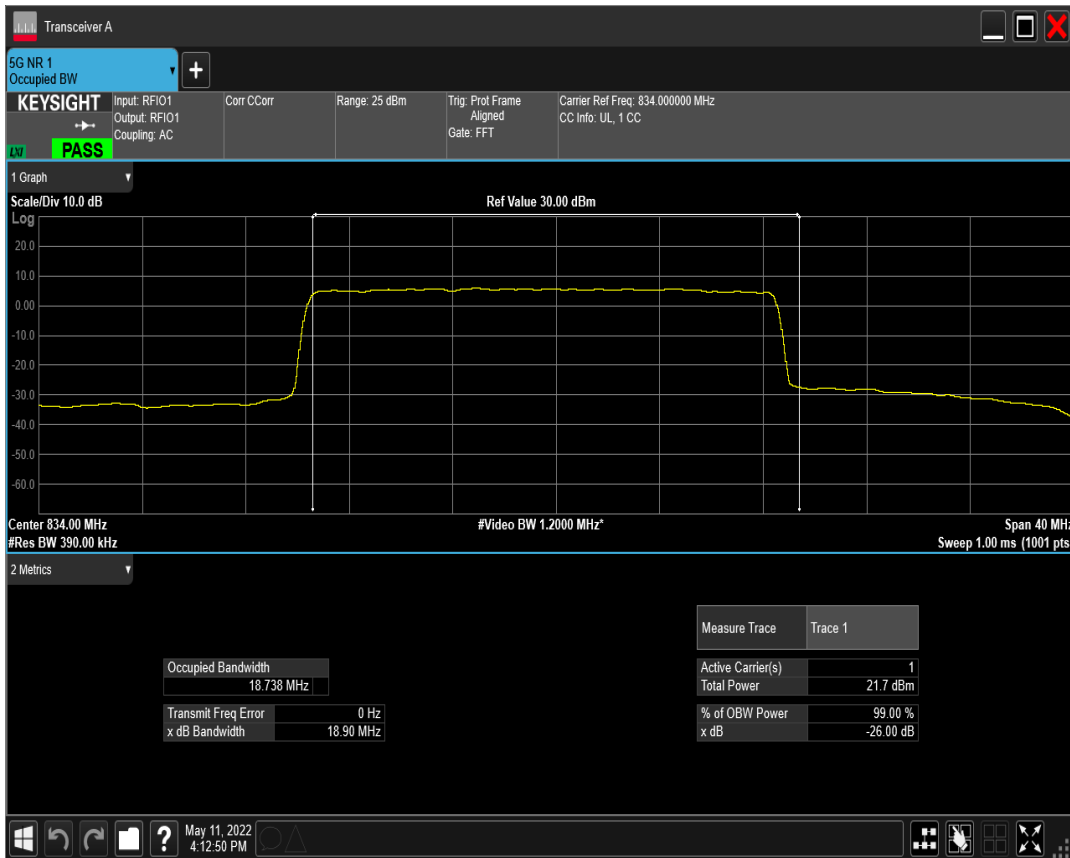 Transceiver A
5G NR 1
Occupied BW
KEYSIGHT
LXI
PASS
Input: RFIO1
Output: RFIO1
Coupling: AC
Corr CCorr
Range: 25 dBm
Trig: Prot Frame
Aligned
Gate: FFT
Carrier Ref Freq: 834.000000 MHz
CC Info: UL, 1 CC
1 Graph
Scale/Div 10.0 dB
Ref Value 30.00 dBm
Log
20.0
10.0
0.00
-10.0
-20.0
-30.0
-40.0
-50.0
-60.0
Center 834.00 MHz
#Video BW 1.2000 MHz*
Span 40 MHz
#Res BW 390.00 kHz
Sweep 1.00 ms (1001 pts
2 Metrics
Measure Trace Trace 1
Occupied Bandwidth
18.738 MHz
Active Carrier(s) 1
Total Power 21.7 dBm
Transmit Freq Error 0 Hz
x dB Bandwidth 18.90 MHz
% of OBW Power 99.00 %
x dB -26.00 dB
?
May 11, 2022
4:12:50 PM